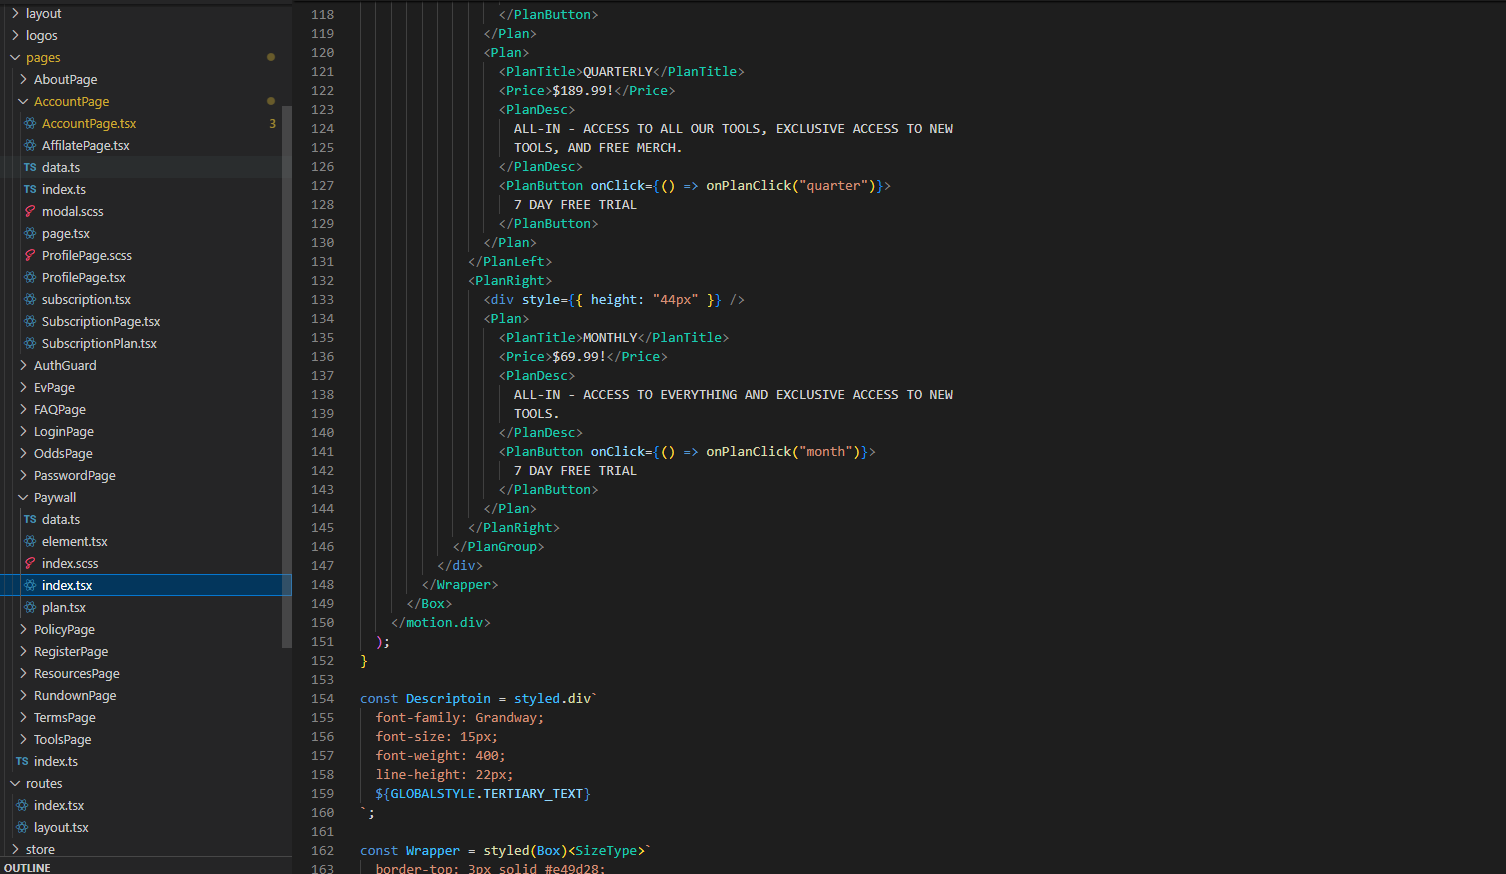 layout
logos
pages
AboutPage
AccountPage
AccountPage.tsx 3
AffilatePage.tsx
TS data.ts
TS index.ts
modal.scss
page.tsx
ProfilePage.scss
ProfilePage.tsx
subscription.tsx
SubscriptionPage.tsx
SubscriptionPlan.tsx
AuthGuard
EvPage
FAQPage
LoginPage
OddsPage
PasswordPage
Paywall
TS data.ts
element.tsx
index.scss
index.tsx
plan.tsx
PolicyPage
RegisterPage
ResourcesPage
RundownPage
TermsPage
ToolsPage
TS index.ts
routes
index.tsx
layout.tsx
store
OUTLINE
118 </PlanButton>
119 </Plan>
120 <Plan>
121 <PlanTitle>QUARTERLY</PlanTitle>
122 <Price>$189.99!</Price>
123 <PlanDesc>
124 ALL-IN - ACCESS TO ALL OUR TOOLS, EXCLUSIVE ACCESS TO NEW
125 TOOLS, AND FREE MERCH.
126 </PlanDesc>
127 <PlanButton onClick={() => onPlanClick("quarter")}>
128 7 DAY FREE TRIAL
129 </PlanButton>
130 </Plan>
131 </PlanLeft>
132 <PlanRight>
133 <div style={{ height: "44px" }} />
134 <Plan>
135 <PlanTitle>MONTHLY</PlanTitle>
136 <Price>$69.99!</Price>
137 <PlanDesc>
138 ALL-IN - ACCESS TO EVERYTHING AND EXCLUSIVE ACCESS TO NEW
139 TOOLS.
140 </PlanDesc>
141 <PlanButton onClick={() => onPlanClick("month")}>
142 7 DAY FREE TRIAL
143 </PlanButton>
144 </Plan>
145 </PlanRight>
146 </PlanGroup>
147 </div>
148 </Wrapper>
149 </Box>
150 </motion.div>
151 );
152 }
153
154 const Descriptoin = styled.div`
155 font-family: Grandway;
156 font-size: 15px;
157 font-weight: 400;
158 line-height: 22px;
159 ${GLOBALSTYLE.TERTIARY_TEXT}
160 `;
161
162 const Wrapper = styled(Box)<SizeType>`
163 border-top: 3px solid #e49d28;